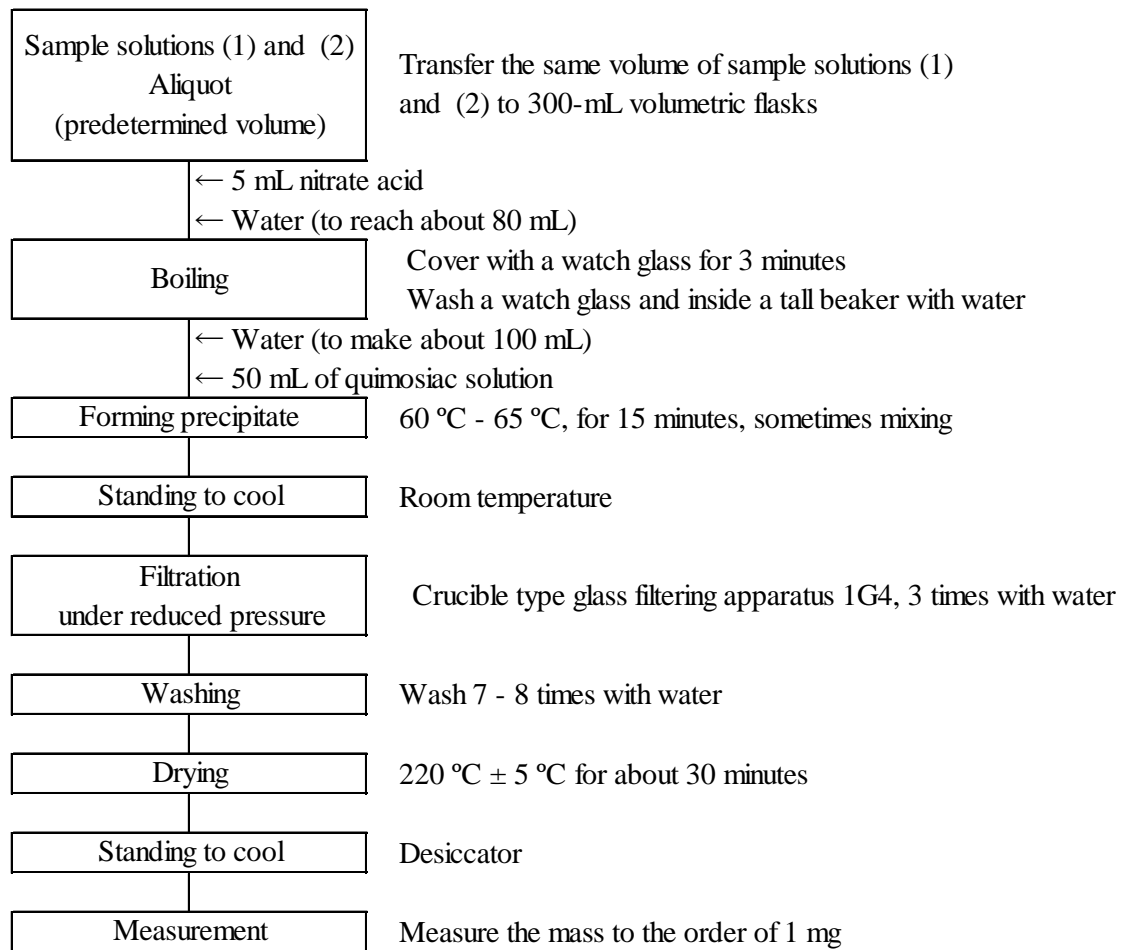 Sample solutions (1) and (2)
Aliquot
(predetermined volume)
Transfer the same volume of sample solutions (1)
and (2) to 300-mL volumetric flasks
← 5 mL nitrate acid
← Water (to reach about 80 mL)
Boiling
Cover with a watch glass for 3 minutes
Wash a watch glass and inside a tall beaker with water
← Water (to make about 100 mL)
← 50 mL of quimosiac solution
Forming precipitate
60 ºC - 65 ºC, for 15 minutes, sometimes mixing
Standing to cool
Room temperature
Filtration
under reduced pressure
Crucible type glass filtering apparatus 1G4, 3 times with water
Washing
Wash 7 - 8 times with water
Drying
220 ºC ± 5 ºC for about 30 minutes
Standing to cool
Desiccator
Measurement
Measure the mass to the order of 1 mg